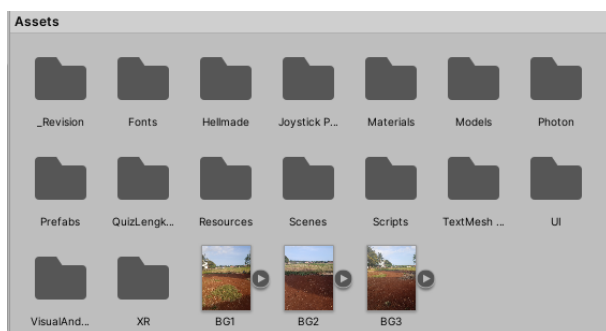 Assets
_Revision Fonts Hellmade Joystick P... Materials Models Photon
Prefabs QuizLengk... Resources Scenes Scripts TextMesh ... UI
VisualAnd... XR BG1 BG2 BG3